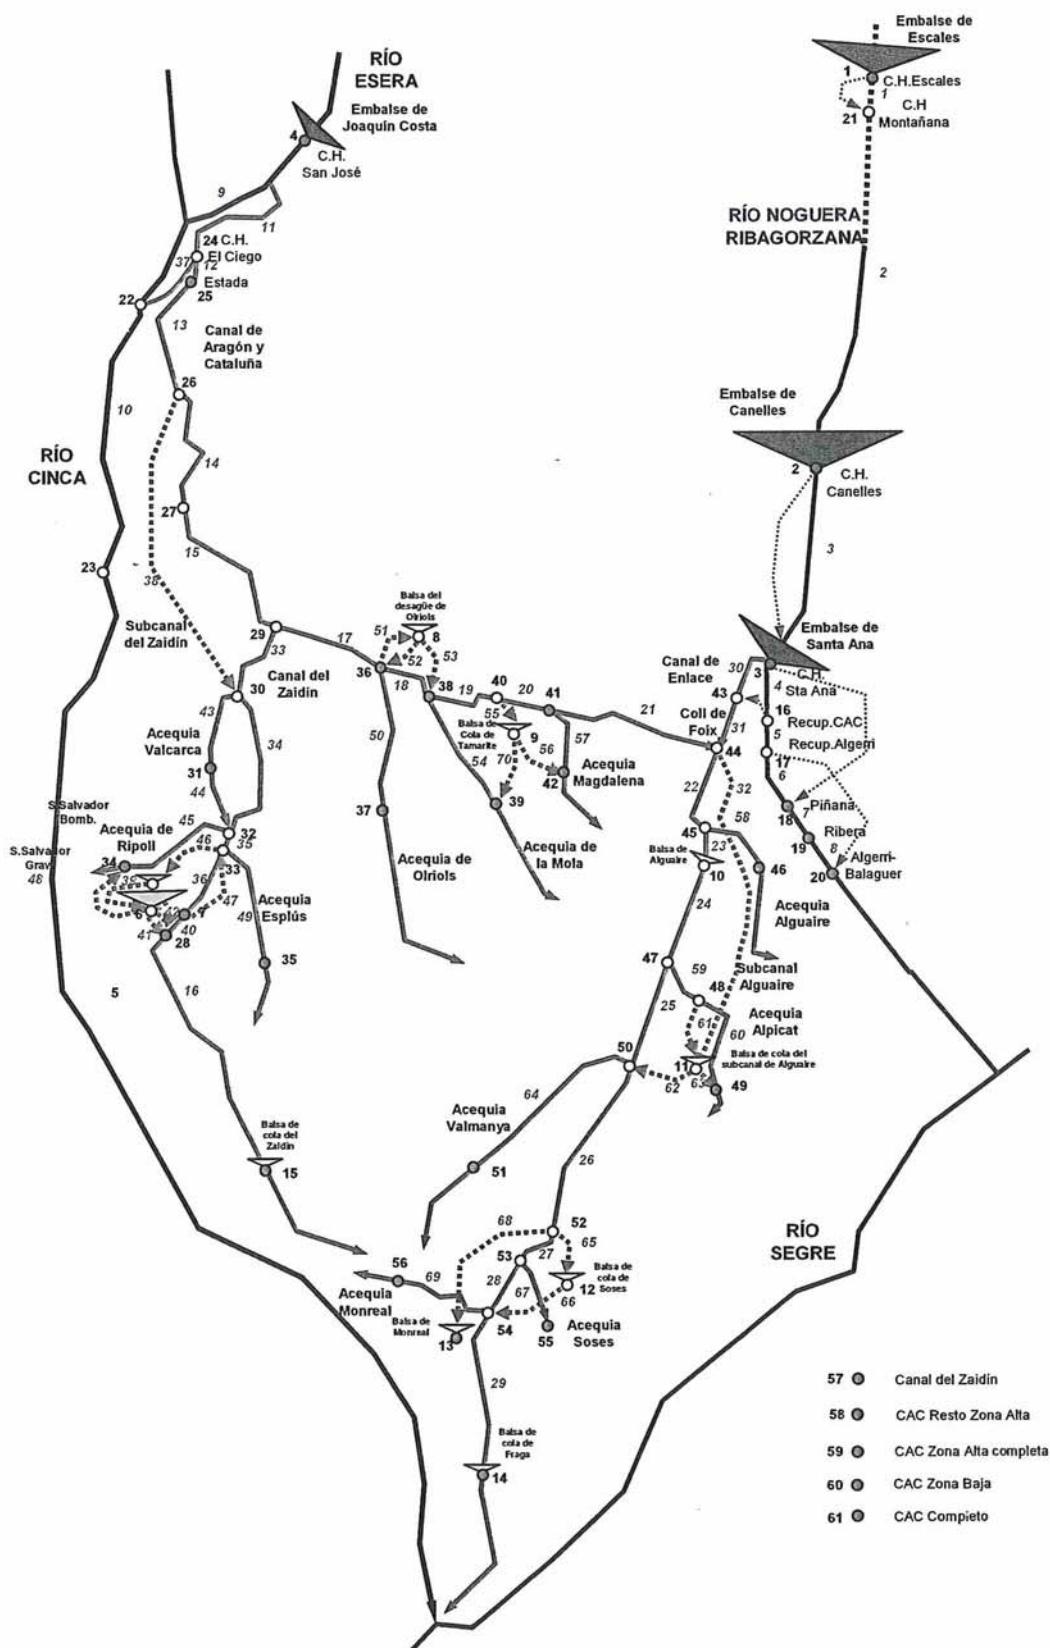 Embalse de
Escales
1
C.H.Escales
1
C.H
21
Montañana
RÍO
ESERA
Embalse de
Joaquín Costa
4
C.H.
San José
9
11
RÍO NOGUERA
RIBAGORZANA
2
24 C.H.
El Ciego
37
12
Estada
25
22
13
Canal de
Aragón y
Cataluña
26
10
Embalse de
Canelles
2
C.H.
Canelles
RÍO
CINCA
14
27
15
3
23
38
Subcanal
del Zaidín
29
33
17
Balsa del
desagüe de
Olriols
51
8
52
53
36
18
38
19
40
20
41
21
Embalse de
Santa Ana
Canal de
Enlace
30
3
C.H.
Sta Ana
4
43
16
Recup.CAC
5
Recup.Algerri
17
6
Coll de
Foix
31
44
30
Canal del
Zaidín
43
34
Acequia
Valcarca
31
44
50
55
Balsa de
Cola de
Tamarite
9
57
56
70
54
42
Acequia
Magdalena
39
37
22
32
58
18
7
Piñana
19
Ribera
8
20
Algerri-
Balaguer
S.Salvador
Bomb.
45
Acequia de
Ripoll
46
32
35
33
S.Salvador
Grav.
48
34
39
36
47
6
42
7
41
40
28
49
Acequia
Esplús
35
Acequia de
Olriols
Acequia de
la Mola
45
23
Balsa de
Alguaire
10
46
24
Acequia
Alguaire
5
16
47
59
48
Subcanal
Alguaire
25
Acequia
Alpicat
61
60
50
Balsa de cola del
subcanal de Alguaire
11
62
63
49
64
Acequia
Valmanya
51
26
Balsa de
cola del
Zaidín
15
68
52
65
53
27
RÍO
SEGRE
56
69
28
67
Balsa de
cola de
Soses
12
66
Acequia
Monreal
Balsa de
Monreal
13
54
55
Acequia
Soses
29
Balsa de
cola de
Fraga
14
57 Canal del Zaidín
58 CAC Resto Zona Alta
59 CAC Zona Alta completa
60 CAC Zona Baja
61 CAC Completo